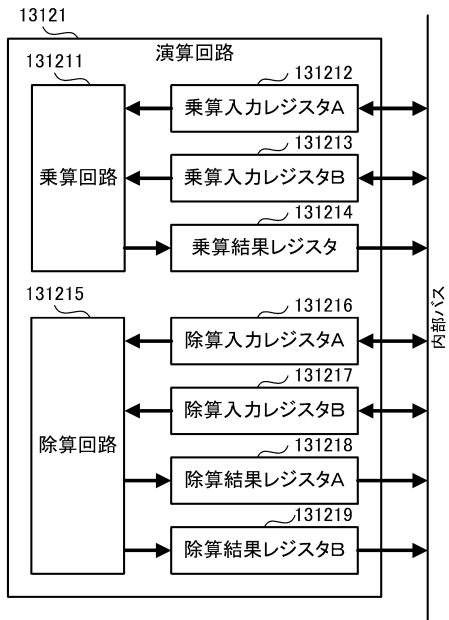 13121
演算回路
131211
131212
乗算入力レジスタA
131213
乗算入力レジスタB
乗算回路
131214
乗算結果レジスタ
131215
131216
除算入力レジスタA
131217
除算入力レジスタB
除算回路
131218
除算結果レジスタA
131219
除算結果レジスタB
内部バス